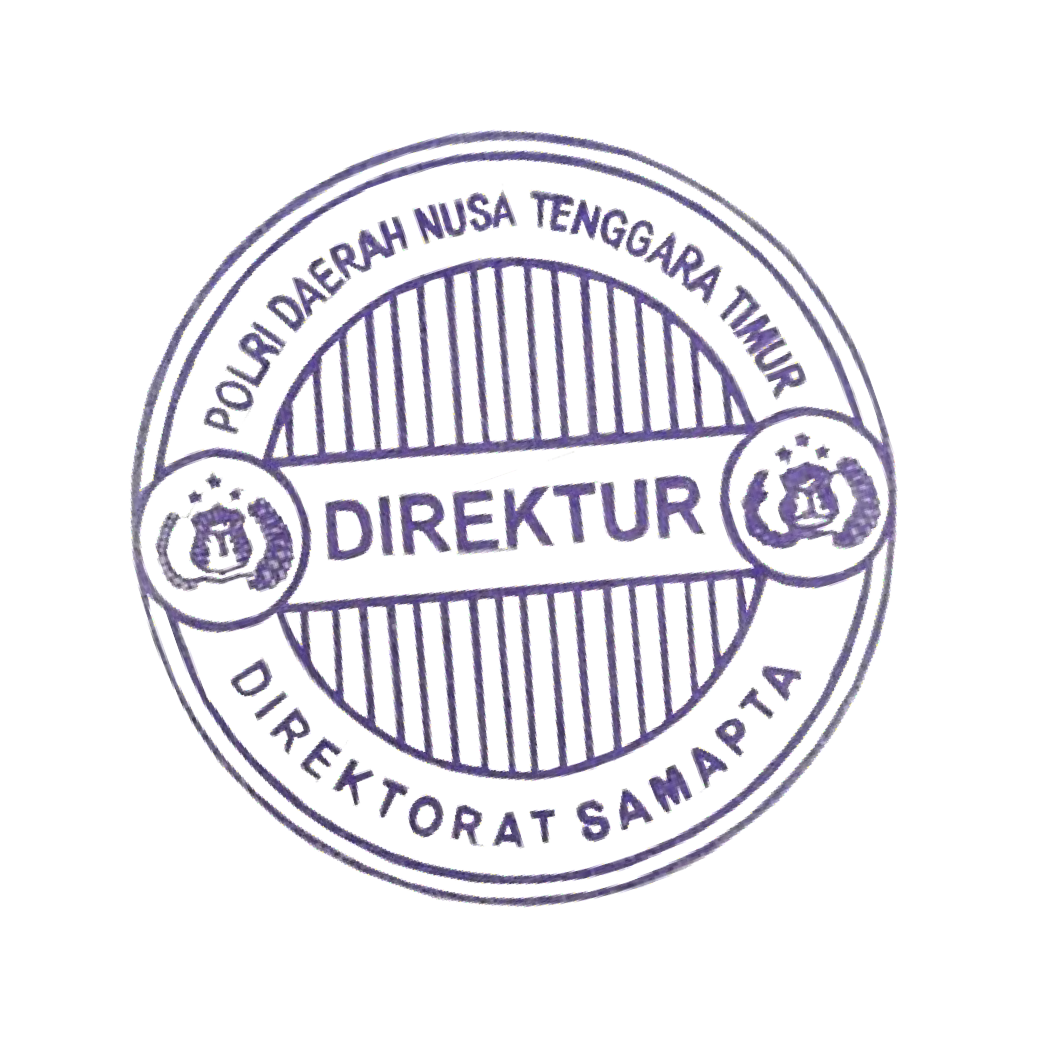 POLRI DAERAH NUSA TENGGARA TIMUR
DIREKTUR
DIREKTORAT SAMAPTA